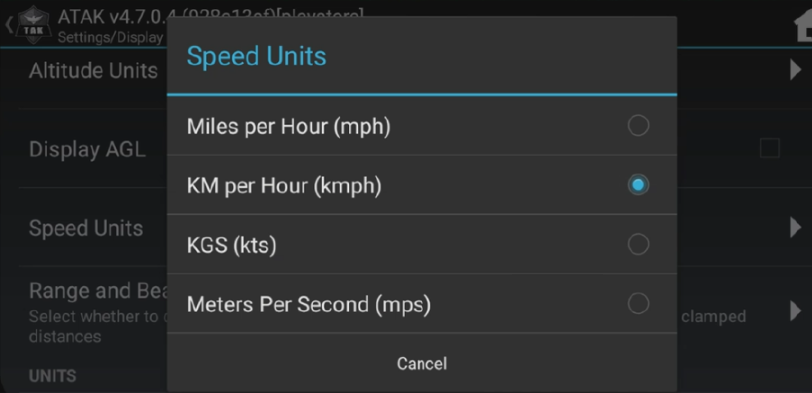 ATAK v4.7.0.4 (928e13ef)[playstore]
TAK
Settings/Display
Speed Units
Altitude Units
Miles per Hour (mph)
Display AGL
KM per Hour (kmph)
Speed Units
KGS (kts)
Range and Bea
Meters Per Second (mps)
Select whether to clamped
distances
Cancel
UNITS